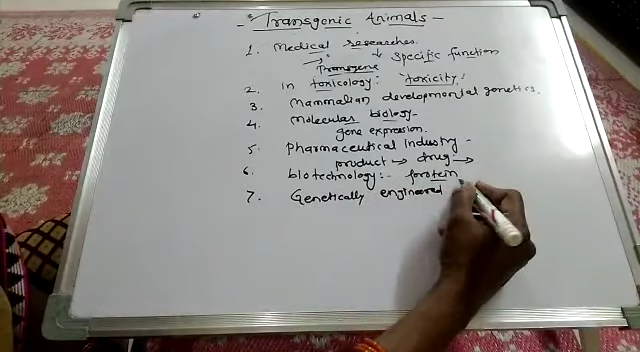 - Transgenic Animals -
1. Medical researches.
→ ↓ Specific function
Transgene
2. In toxicology: "toxicity!
3. Mammalian developmental genetics.
4. Molecular biology-
gene expression.
5. Pharmaceutical Industry -
product → drug →
6. biotechnology:- protein
7. Genetically engineered